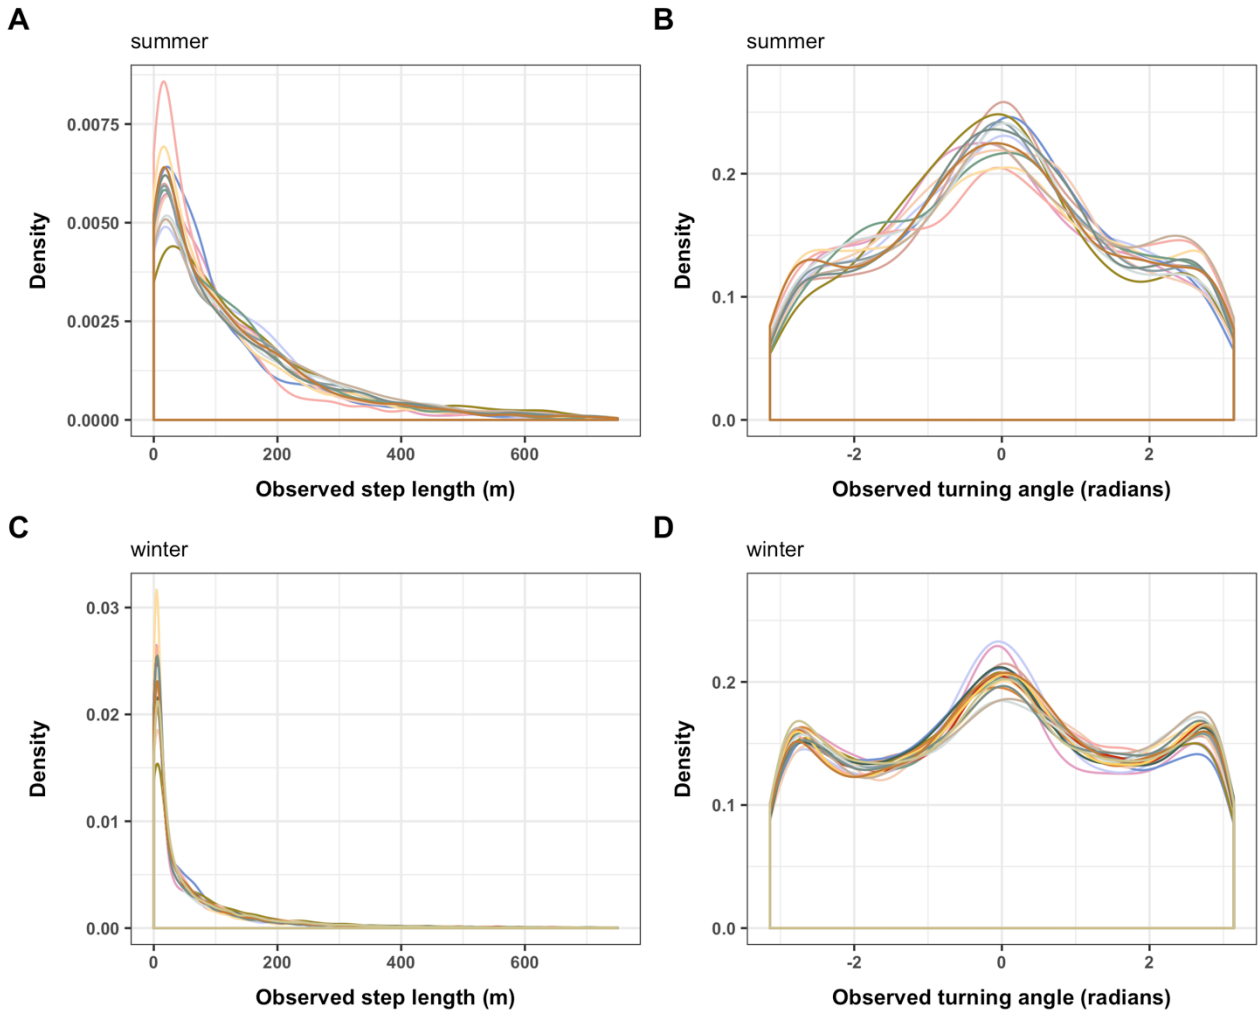 A
summer
0.0075
0.0050
0.0025
0.0000
Density
0 200 400 600
Observed step length (m)
B
summer
0.2
0.1
0.0
Density
-2 0 2
Observed turning angle (radians)
C
winter
0.03
0.02
0.01
0.00
Density
0 200 400 600
Observed step length (m)
D
winter
0.2
0.1
0.0
Density
-2 0 2
Observed turning angle (radians)